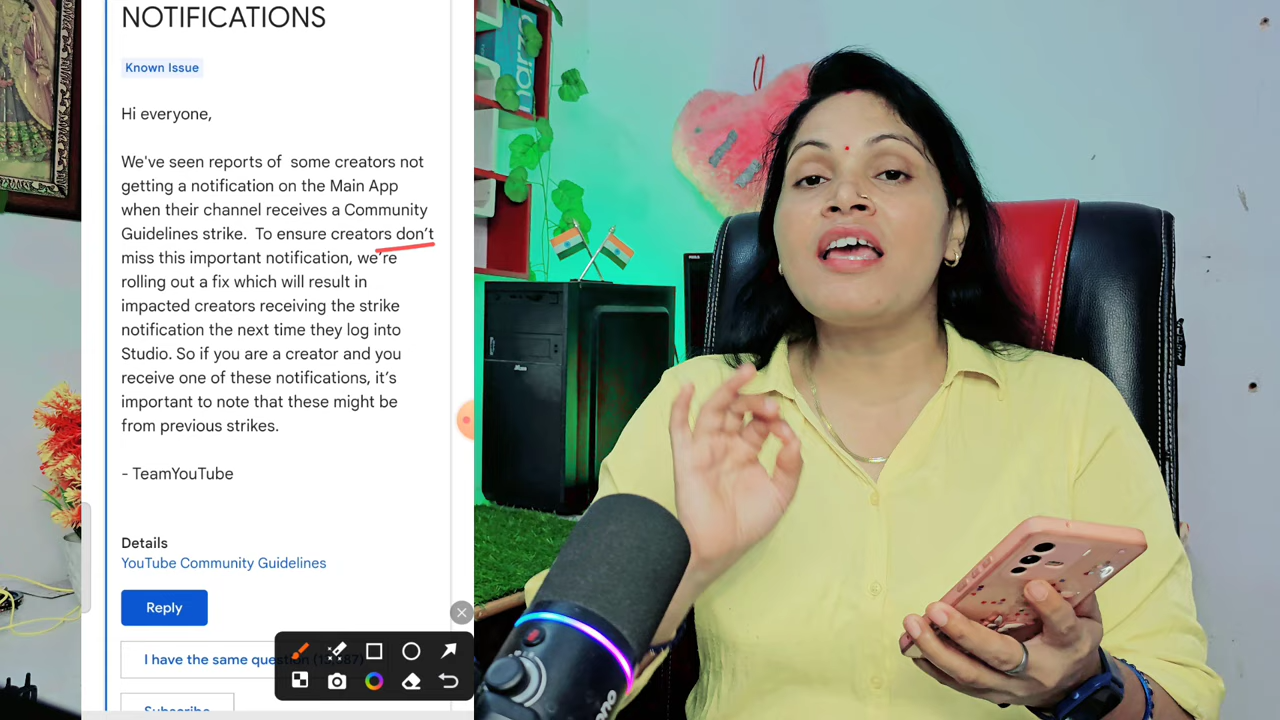 NOTIFICATIONS
Known Issue
Hi everyone,
We've seen reports of some creators not
getting a notification on the Main App
when their channel receives a Community
Guidelines strike. To ensure creators don't
miss this important notification, we're
rolling out a fix which will result in
impacted creators receiving the strike
notification the next time they log into
Studio. So if you are a creator and you
receive one of these notifications, it's
important to note that these might be
from previous strikes.
- TeamYouTube
Details
YouTube Community Guidelines
Reply
I have the same question
Subscribe